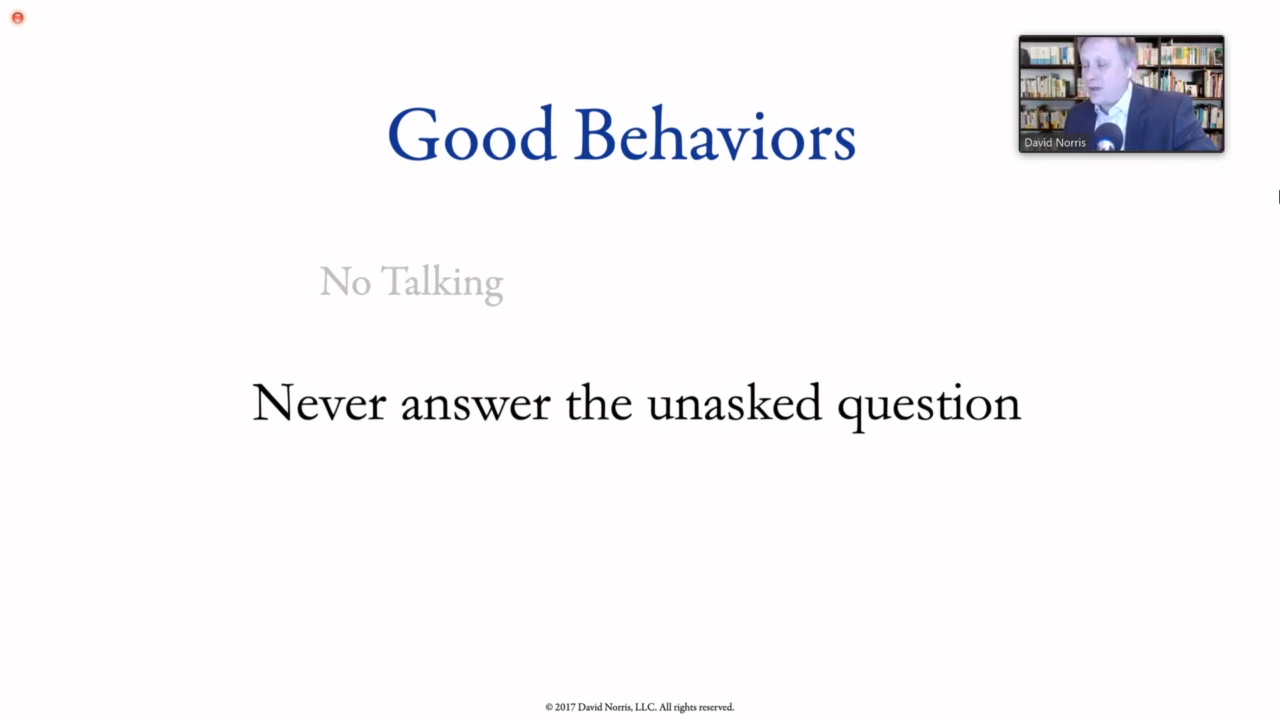 Good Behaviors
David Norris
No Talking
Never answer the unasked question
© 2017 David Norris, LLC. All rights reserved.